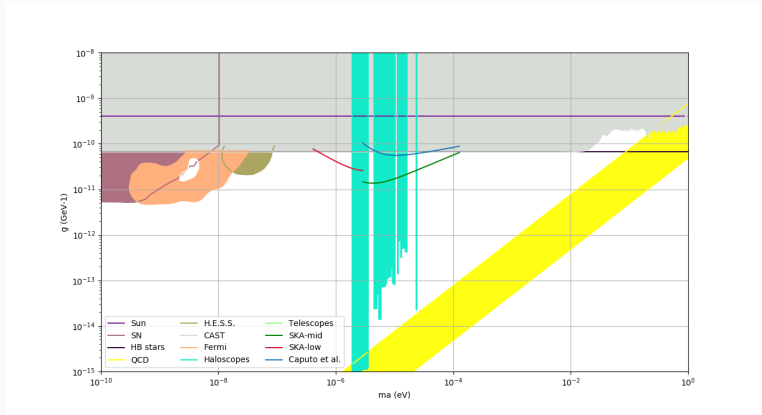 10^-8
10^-9
10^-10
10^-11
10^-12
10^-13
10^-14
10^-15
g (GeV-1)
Sun
SN
HB stars
QCD
H.E.S.S.
CAST
Fermi
Haloscopes
Telescopes
SKA-mid
SKA-low
Caputo et al.
10^-10
10^-8
10^-6
10^-4
10^-2
10^0
ma (eV)